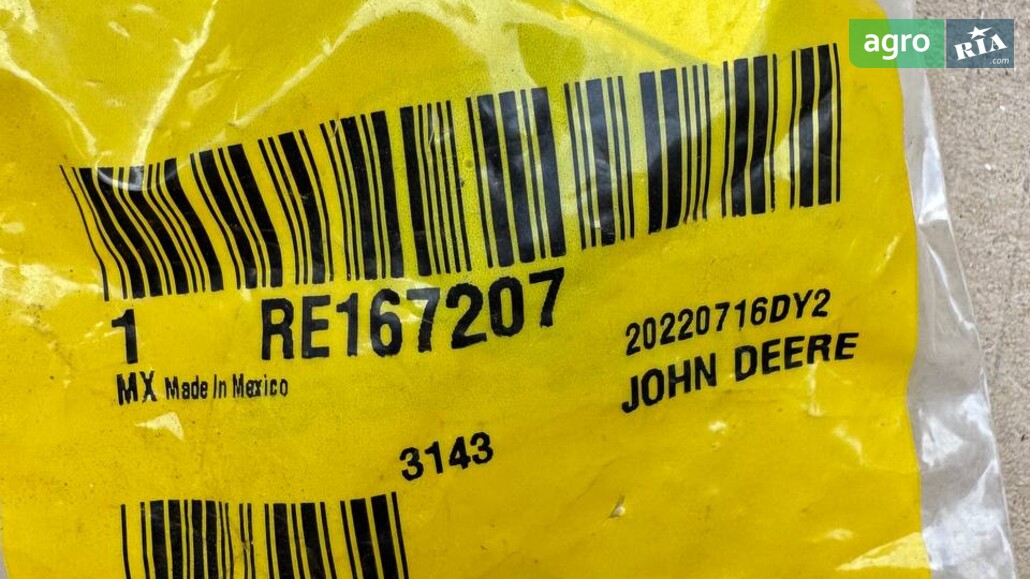 agro RIA
.com
1 RE167207
20220716DY2
MX Made In Mexico
JOHN DEERE
3143